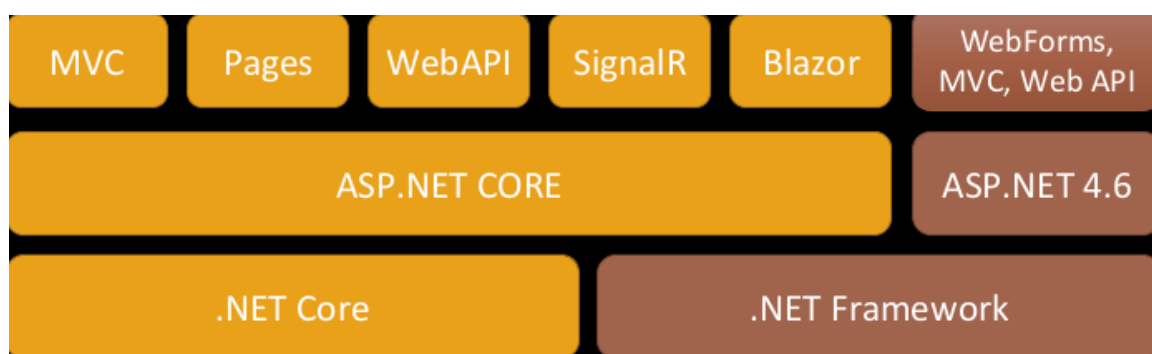 MVC
Pages
WebAPI
SignalR
Blazor
WebForms,
MVC, Web API
ASP.NET CORE
ASP.NET 4.6
.NET Core
.NET Framework